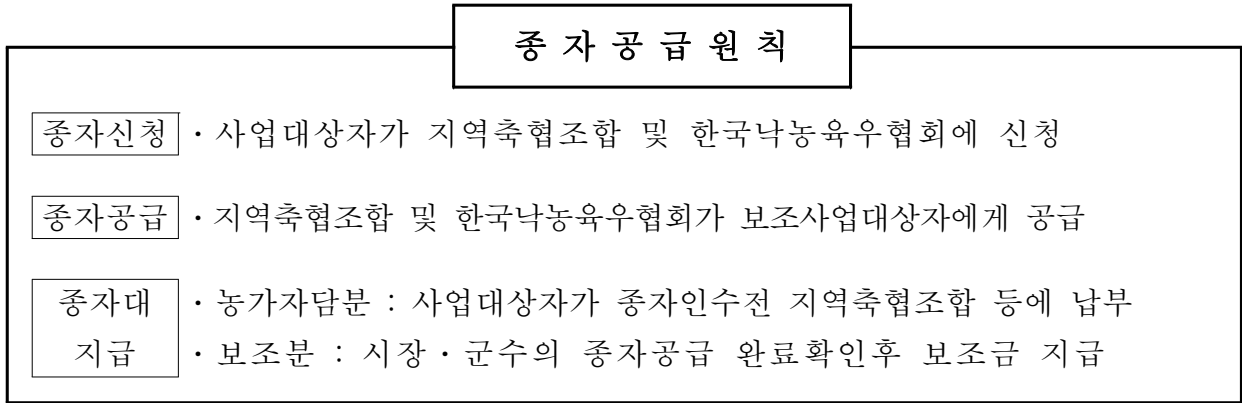 종 자 공 급 원 칙
종자신청 · 사업대상자가 지역축협조합 및 한국낙농육우협회에 신청
종자공급 · 지역축협조합 및 한국낙농육우협회가 보조사업대상자에게 공급
종자대 · 농가자담분 : 사업대상자가 종자인수전 지역축협조합 등에 납부
지급 · 보조분 : 시장·군수의 종자공급 완료확인후 보조금 지급